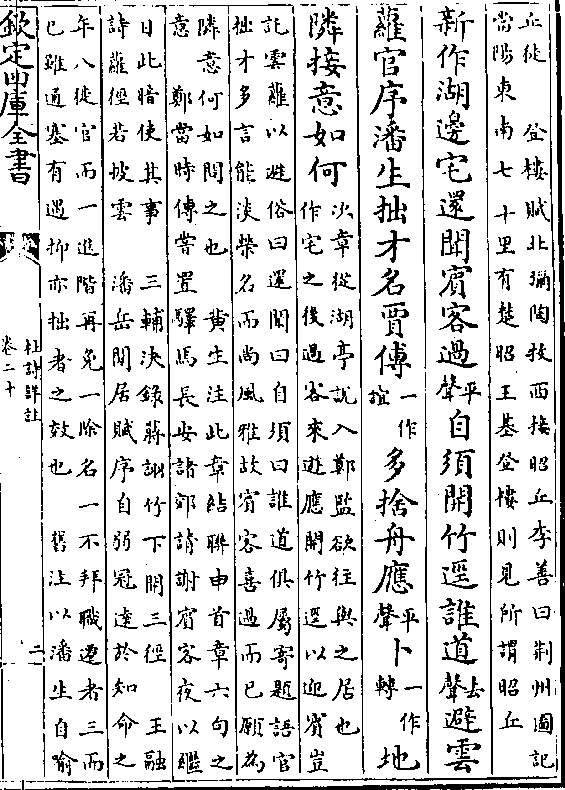 丘徒　登樓賦北彌陶牧西接昭丘李善曰荊州圖記
當陽東南七十里有楚昭王墓登樓則見所謂昭丘
新作湖邊宅還聞賓客過平聲自須開竹逕誰道去聲避雲
蘿官序潘生拙才名賈傅一作誼多捨舟應平聲卜一作轉地
隣接意如何次章從湖亭說入鄭監欲往與之居也
作宅之後過客來遊應開竹逕以迎賓豈
託雲蘿以避俗曰還聞曰自須曰誰道俱屬寄題語官
拙才多言能淡榮名而尚風雅故賓客喜過而已願為
隣意何如問之也　黄生注此章結聯申首章六句之
意　鄭當時傳嘗置驛馬長安諸郊請謝賓客夜以繼
日此暗使其事　三輔決錄蔣詡竹下開三徑　王融
詩蘿徑若披雲　潘岳閒居賦序自弱冠達於知命之
年八徙官而一進階再免一除名一不拜職遷者三而
已雖通塞有遇抑亦拙者之效也　舊注以潘生自喻
欽定四庫全書
杜詩詳註
卷二十
二